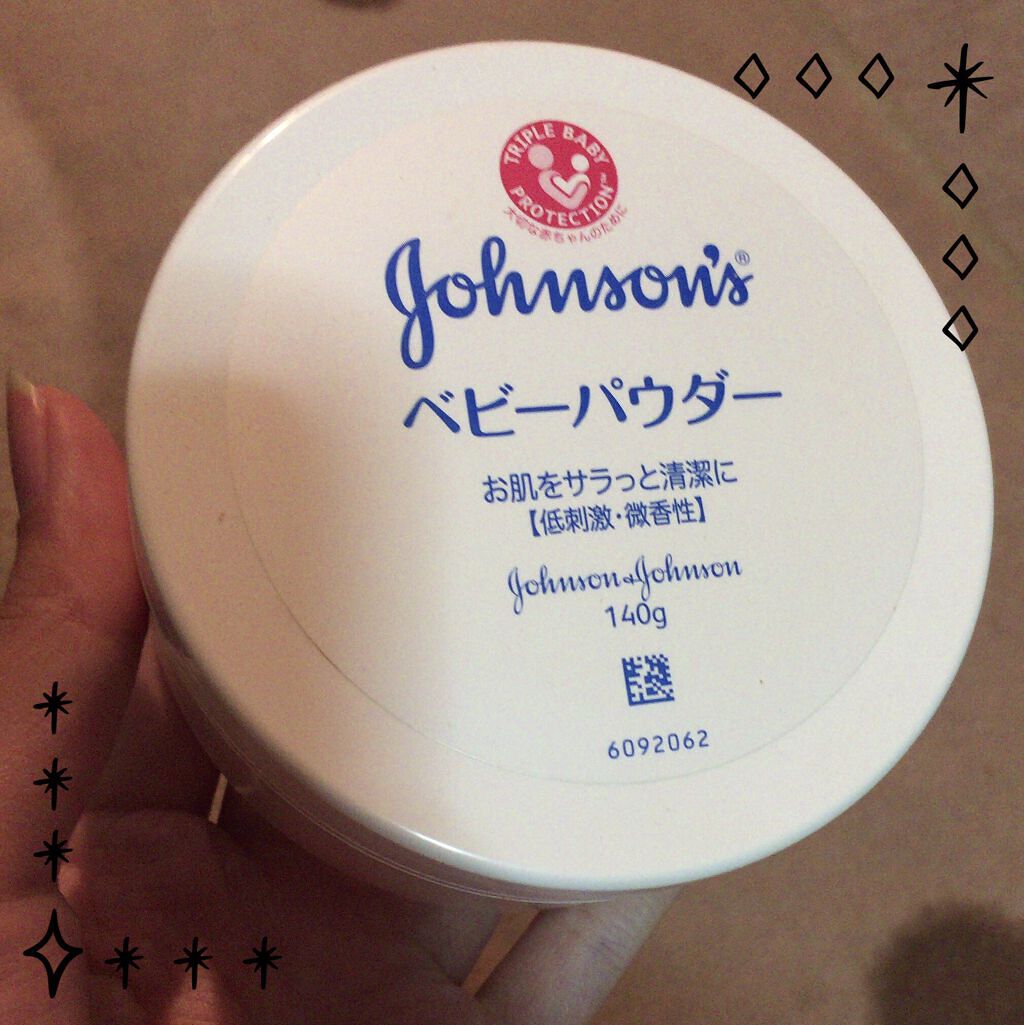 TRIPLE BABY
PROTECTION™
大切な赤ちゃんのために
Johnson's®
ベビーパウダー
お肌をサラっと清潔に
【低刺激・微香性】
Johnson & Johnson
140g
6092062